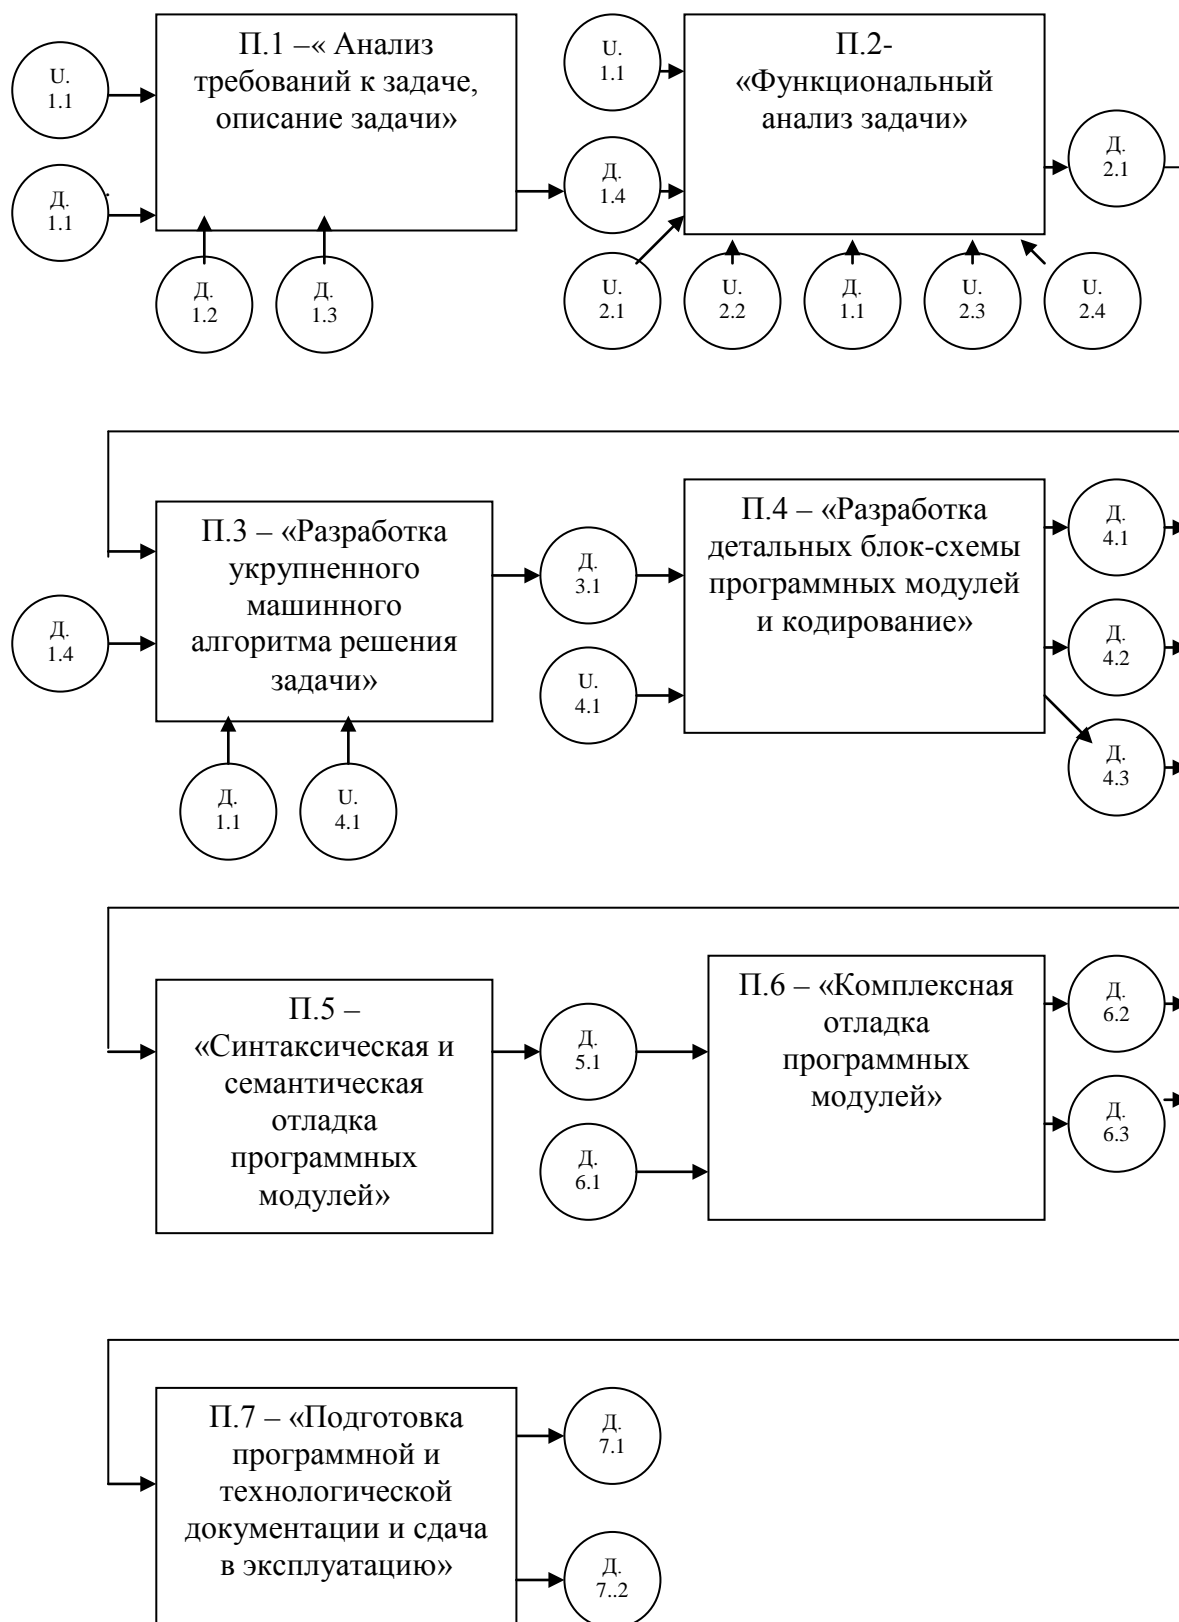 П.1 –« Анализ
требований к задаче,
описание задачи»
U.
1.1
Д.
1.1
Д.
1.2
Д.
1.3
Д.
1.4
П.2-
«Функциональный
анализ задачи»
U.
1.1
U.
2.1
U.
2.2
Д.
1.1
U.
2.3
U.
2.4
Д.
2.1
П.3 – «Разработка
укрупненного
машинного
алгоритма решения
задачи»
Д.
1.4
Д.
1.1
U.
4.1
Д.
3.1
U.
4.1
П.4 – «Разработка
детальных блок-схемы
программных модулей
и кодирование»
Д.
4.1
Д.
4.2
Д.
4.3
П.5 –
«Синтаксическая и
семантическая
отладка
программных
модулей»
Д.
5.1
Д.
6.1
П.6 – «Комплексная
отладка
программных
модулей»
Д.
6.2
Д.
6.3
П.7 – «Подготовка
программной и
технологической
документации и сдача
в эксплуатацию»
Д.
7.1
Д.
7..2